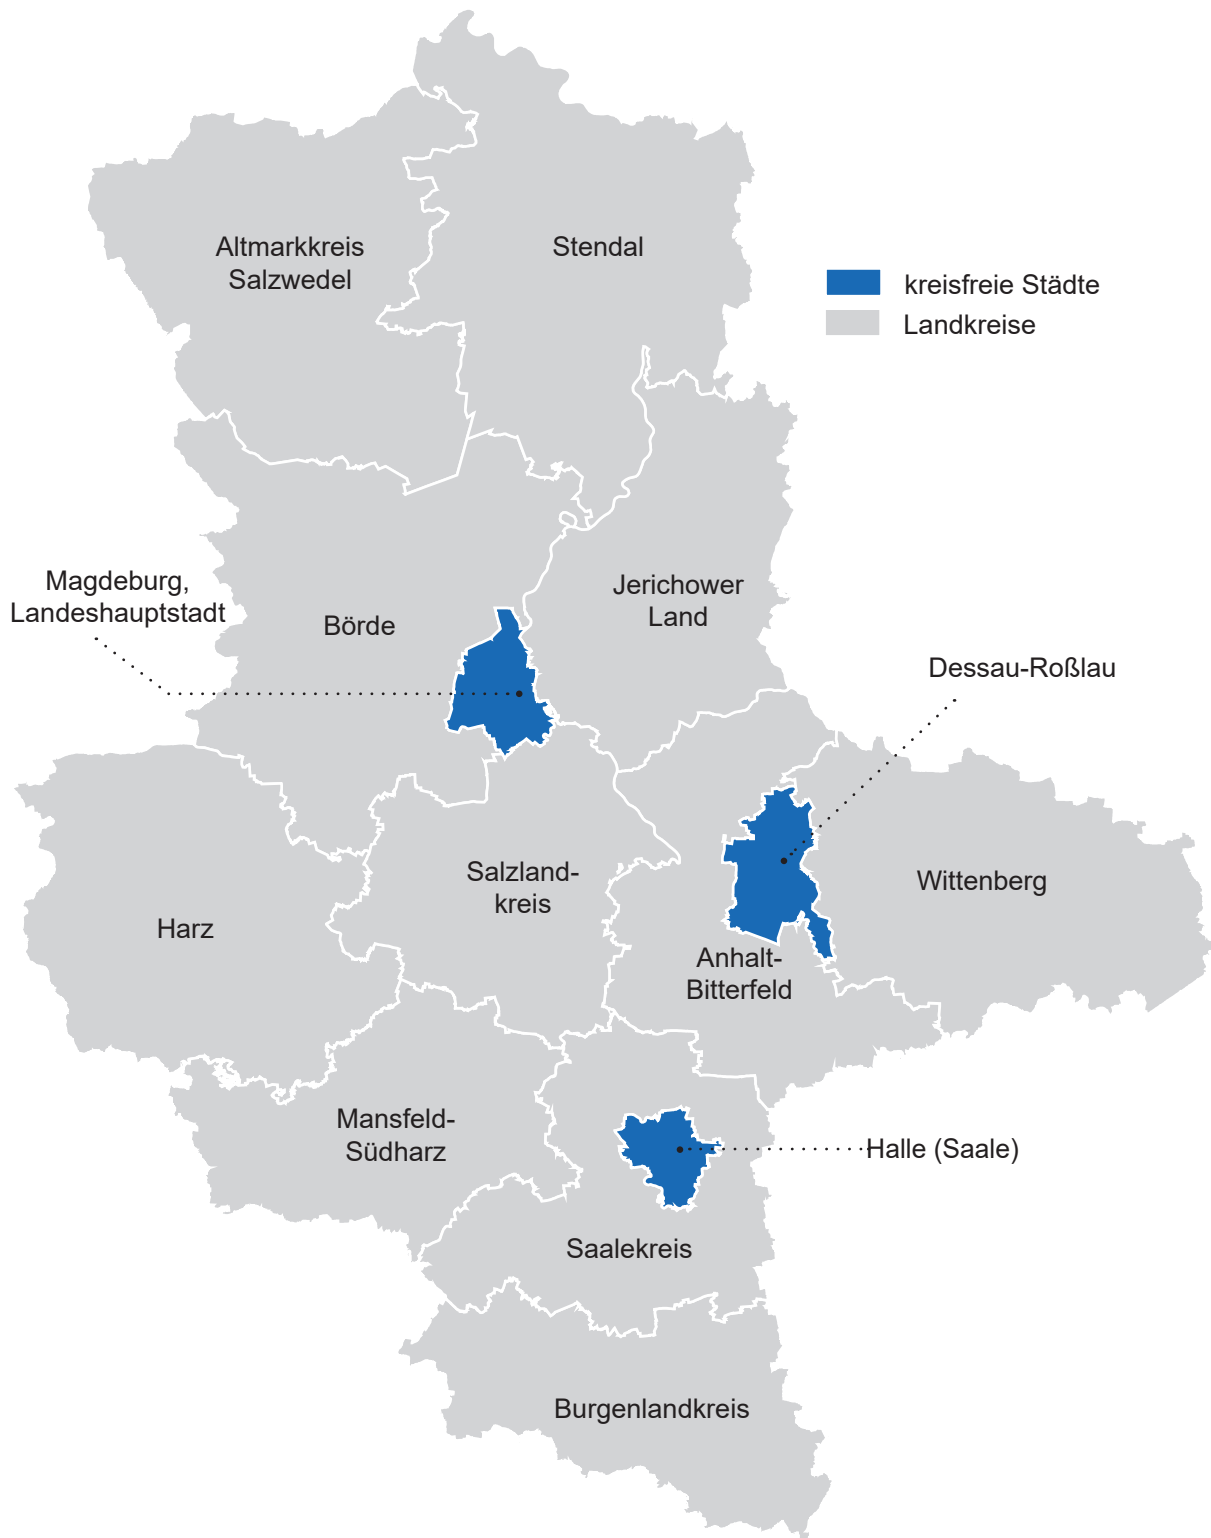 Altmarkkreis
Salzwedel
Stendal
kreisfreie Städte
Landkreise
Magdeburg,
Landeshauptstadt
Börde
Jerichower
Land
Dessau-Roßlau
Harz
Salzland-
kreis
Wittenberg
Anhalt-
Bitterfeld
Mansfeld-
Südharz
Halle (Saale)
Saalekreis
Burgenlandkreis